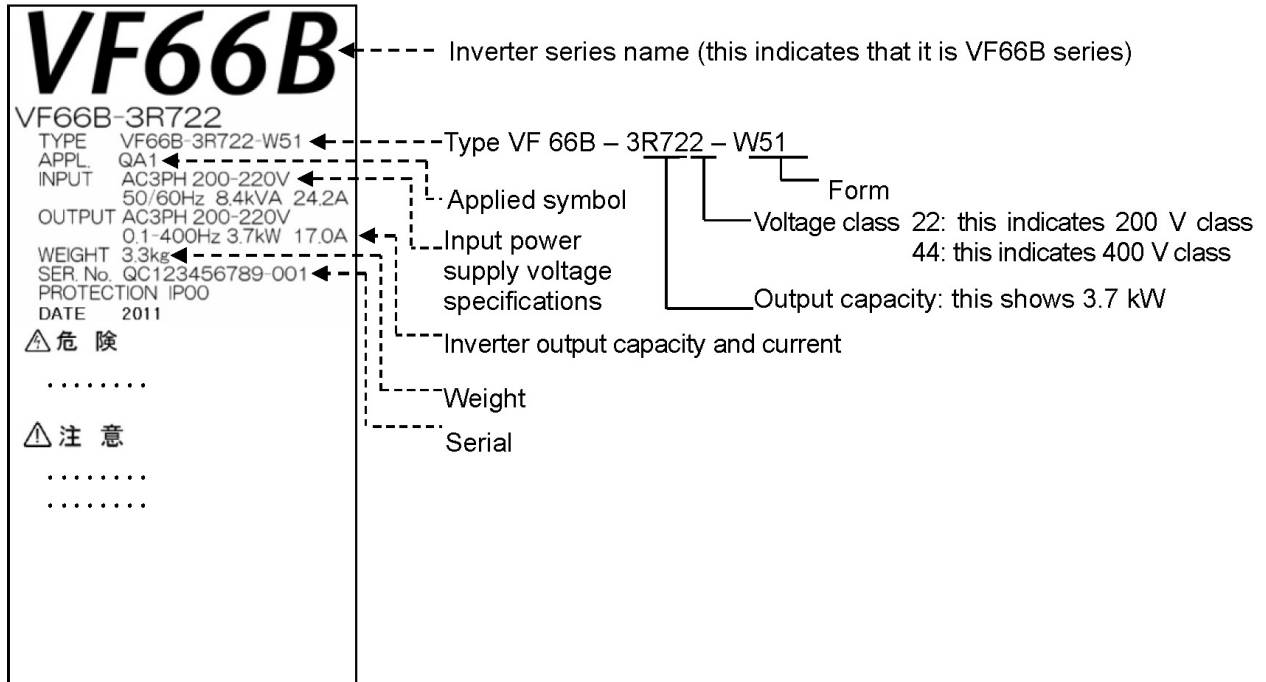 VF66B
Inverter series name (this indicates that it is VF66B series)
VF66B-3R722
TYPE VF66B-3R722-W51
APPL. QA1
INPUT AC3PH 200-220V
50/60Hz 8.4kVA 24.2A
OUTPUT AC3PH 200-220V
0.1-400Hz 3.7kW 17.0A
WEIGHT 3.3kg
SER. No. QC123456789-001
PROTECTION IP00
DATE 2011
危 険
........
注 意
........
........
Type VF 66B – 3R722 – W51
Form
Voltage class 22: this indicates 200 V class
44: this indicates 400 V class
Output capacity: this shows 3.7 kW
Applied symbol
Input power
supply voltage
specifications
Inverter output capacity and current
Weight
Serial